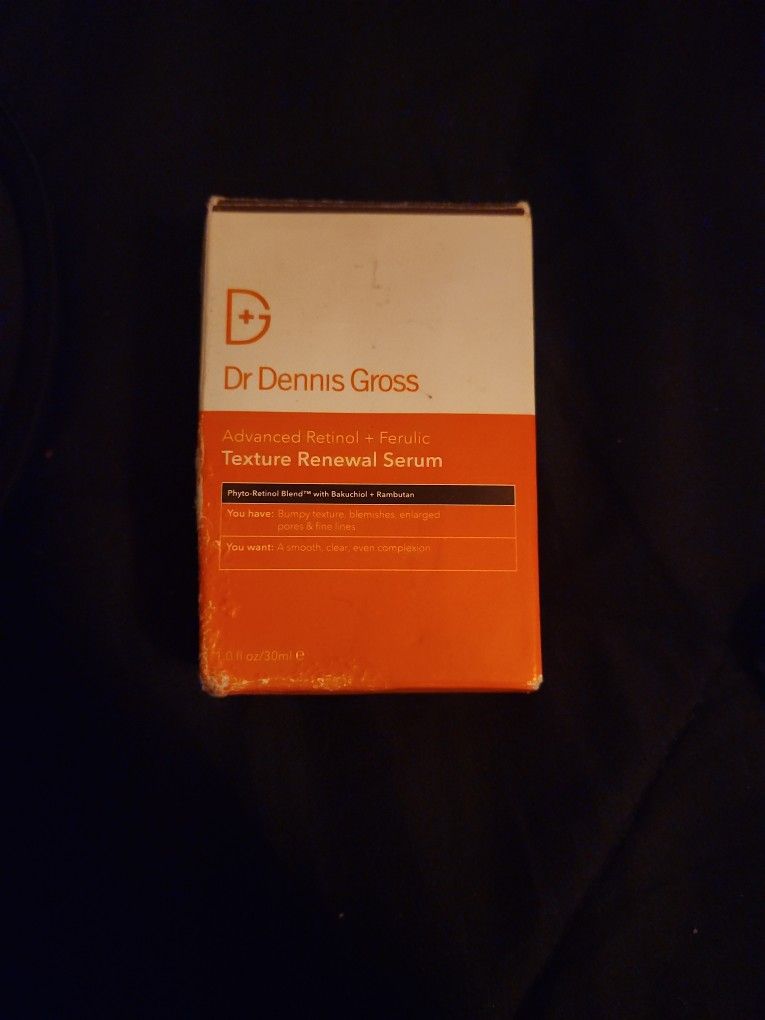 D+G
Dr Dennis Gross
Advanced Retinol + Ferulic
Texture Renewal Serum
Phyto-Retinol Blend™ with Bakuchiol + Rambutan
You have: Bumpy texture, blemishes, enlarged
pores & fine lines
You want: A smooth, clear, even complexion
1.0 fl oz/30ml ℮